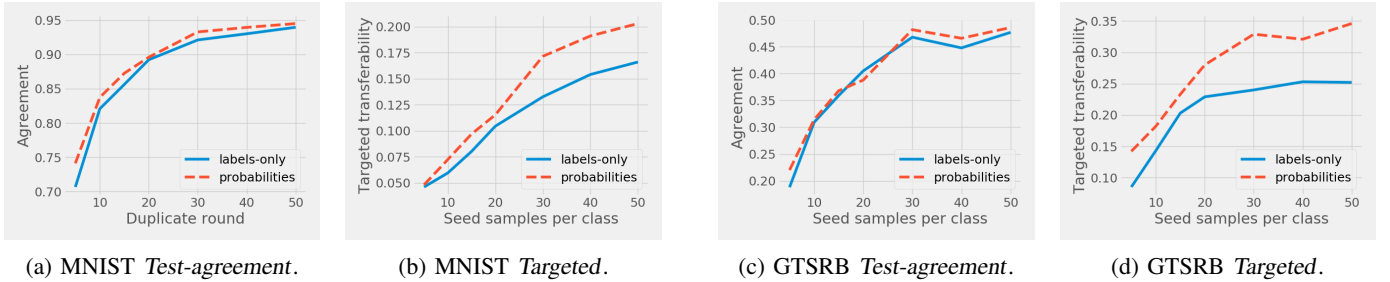 0.95
0.90
0.85
0.80
0.75
0.70
Agreement
10 20 30 40 50
Duplicate round
labels-only
probabilities
0.200
0.175
0.150
0.125
0.100
0.075
0.050
Targeted transferability
10 20 30 40 50
Seed samples per class
labels-only
probabilities
0.50
0.45
0.40
0.35
0.30
0.25
0.20
Agreement
10 20 30 40 50
Seed samples per class
labels-only
probabilities
0.35
0.30
0.25
0.20
0.15
0.10
Targeted transferability
10 20 30 40 50
Seed samples per class
labels-only
probabilities
(a) MNIST Test-agreement.
(b) MNIST Targeted.
(c) GTSRB Test-agreement.
(d) GTSRB Targeted.